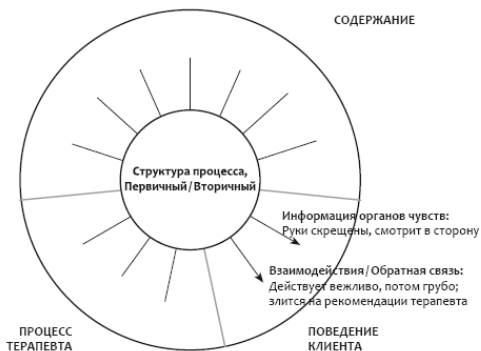 СОДЕРЖАНИЕ
Структура процесса,
Первичный/Вторичный
Информация органов чувств:
Руки скрещены, смотрит в сторону
Взаимодействия/Обратная связь:
Действует вежливо, потом грубо;
злится на рекомендации терапевта
ПРОЦЕСС
ТЕРАПЕВТА
ПОВЕДЕНИЕ
КЛИЕНТА